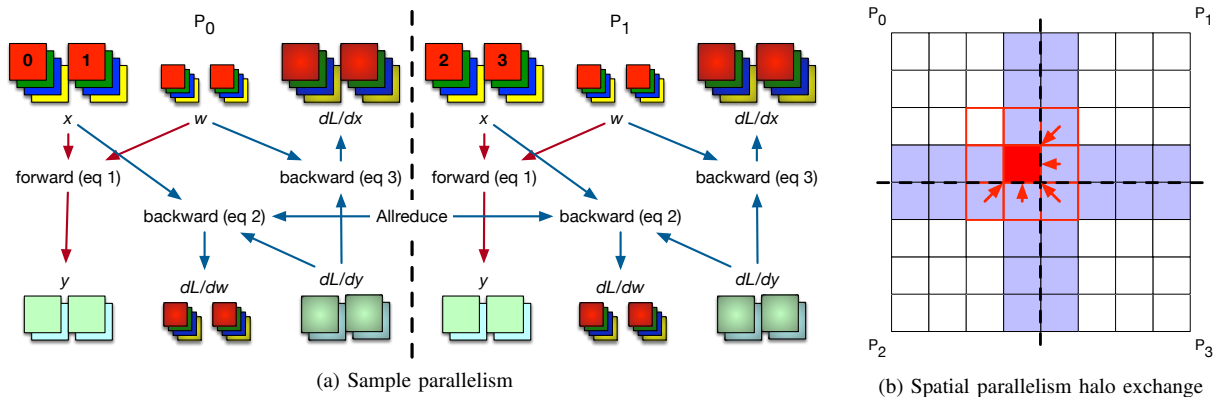 P0
P1
0
1
2
3
x
w
dL/dx
x
w
dL/dx
forward (eq 1)
backward (eq 3)
forward (eq 1)
backward (eq 3)
backward (eq 2)
Allreduce
backward (eq 2)
y
dL/dw
dL/dy
y
dL/dw
dL/dy
(a) Sample parallelism
P0
P1
P2
P3
(b) Spatial parallelism halo exchange